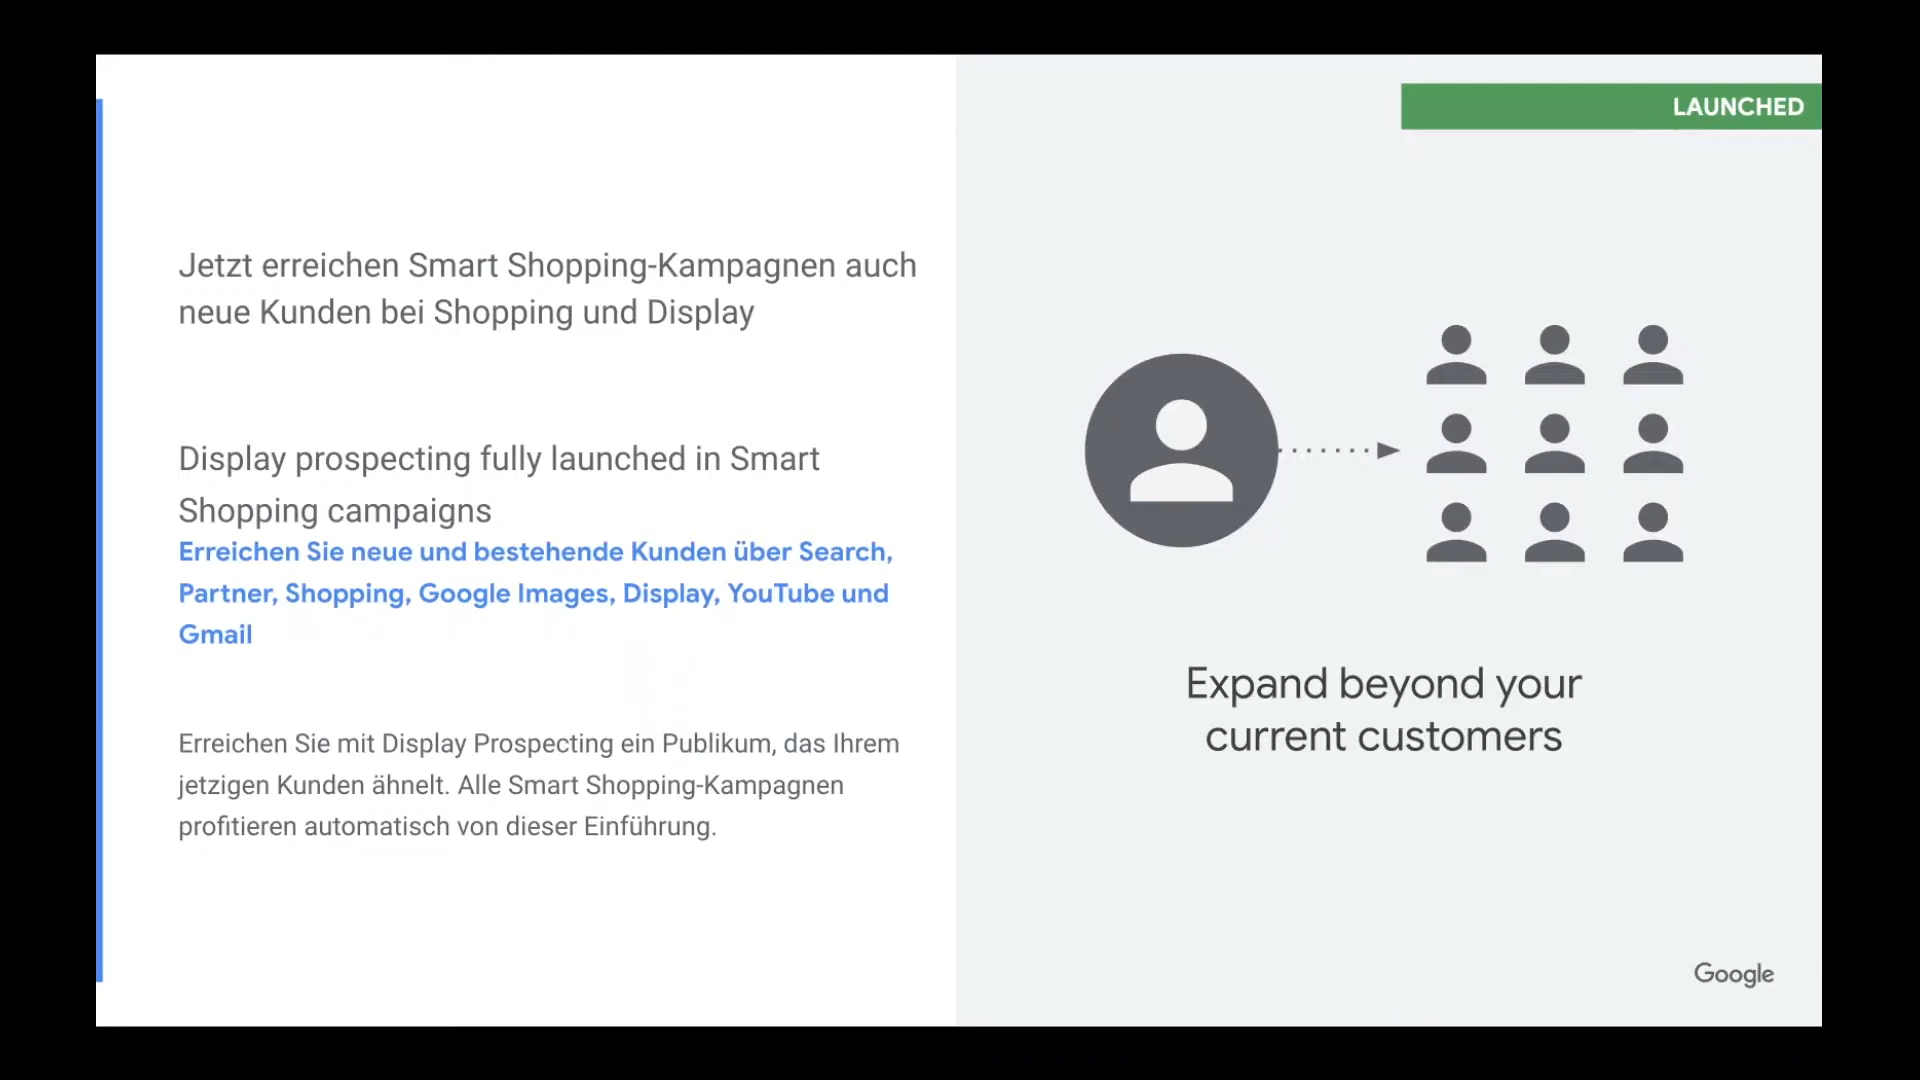 Jetzt erreichen Smart Shopping-Kampagnen auch
neue Kunden bei Shopping und Display
Display prospecting fully launched in Smart
Shopping campaigns
Erreichen Sie neue und bestehende Kunden über Search,
Partner, Shopping, Google Images, Display, YouTube und
Gmail
Erreichen Sie mit Display Prospecting ein Publikum, das Ihrem
jetzigen Kunden ähnelt. Alle Smart Shopping-Kampagnen
profitieren automatisch von dieser Einführung.
LAUNCHED
Expand beyond your
current customers
Google